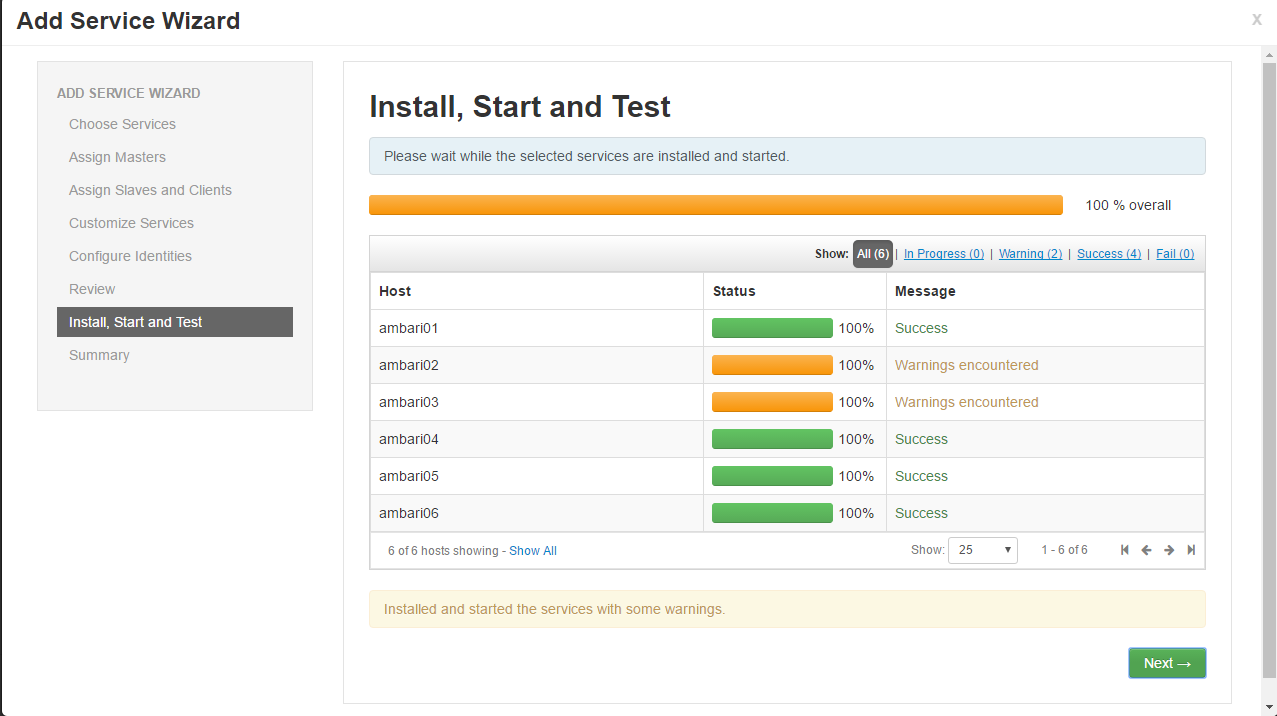 Add Service Wizard
x
ADD SERVICE WIZARD
Choose Services
Assign Masters
Assign Slaves and Clients
Customize Services
Configure Identities
Review
Install, Start and Test
Summary
Install, Start and Test
Please wait while the selected services are installed and started.
100 % overall
Show: All (6) | In Progress (0) | Warning (2) | Success (4) | Fail (0)
Host Status Message
ambari01 100% Success
ambari02 100% Warnings encountered
ambari03 100% Warnings encountered
ambari04 100% Success
ambari05 100% Success
ambari06 100% Success
6 of 6 hosts showing - Show All Show: 25 1 - 6 of 6
Installed and started the services with some warnings.
Next →